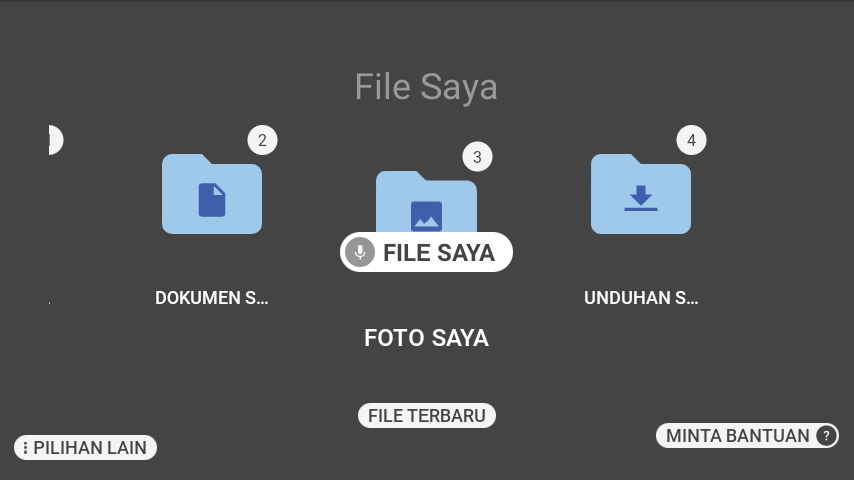 File Saya
2
3
4
FILE SAYA
DOKUMEN S...
UNDUHAN S...
FOTO SAYA
FILE TERBARU
PILIHAN LAIN
MINTA BANTUAN ?